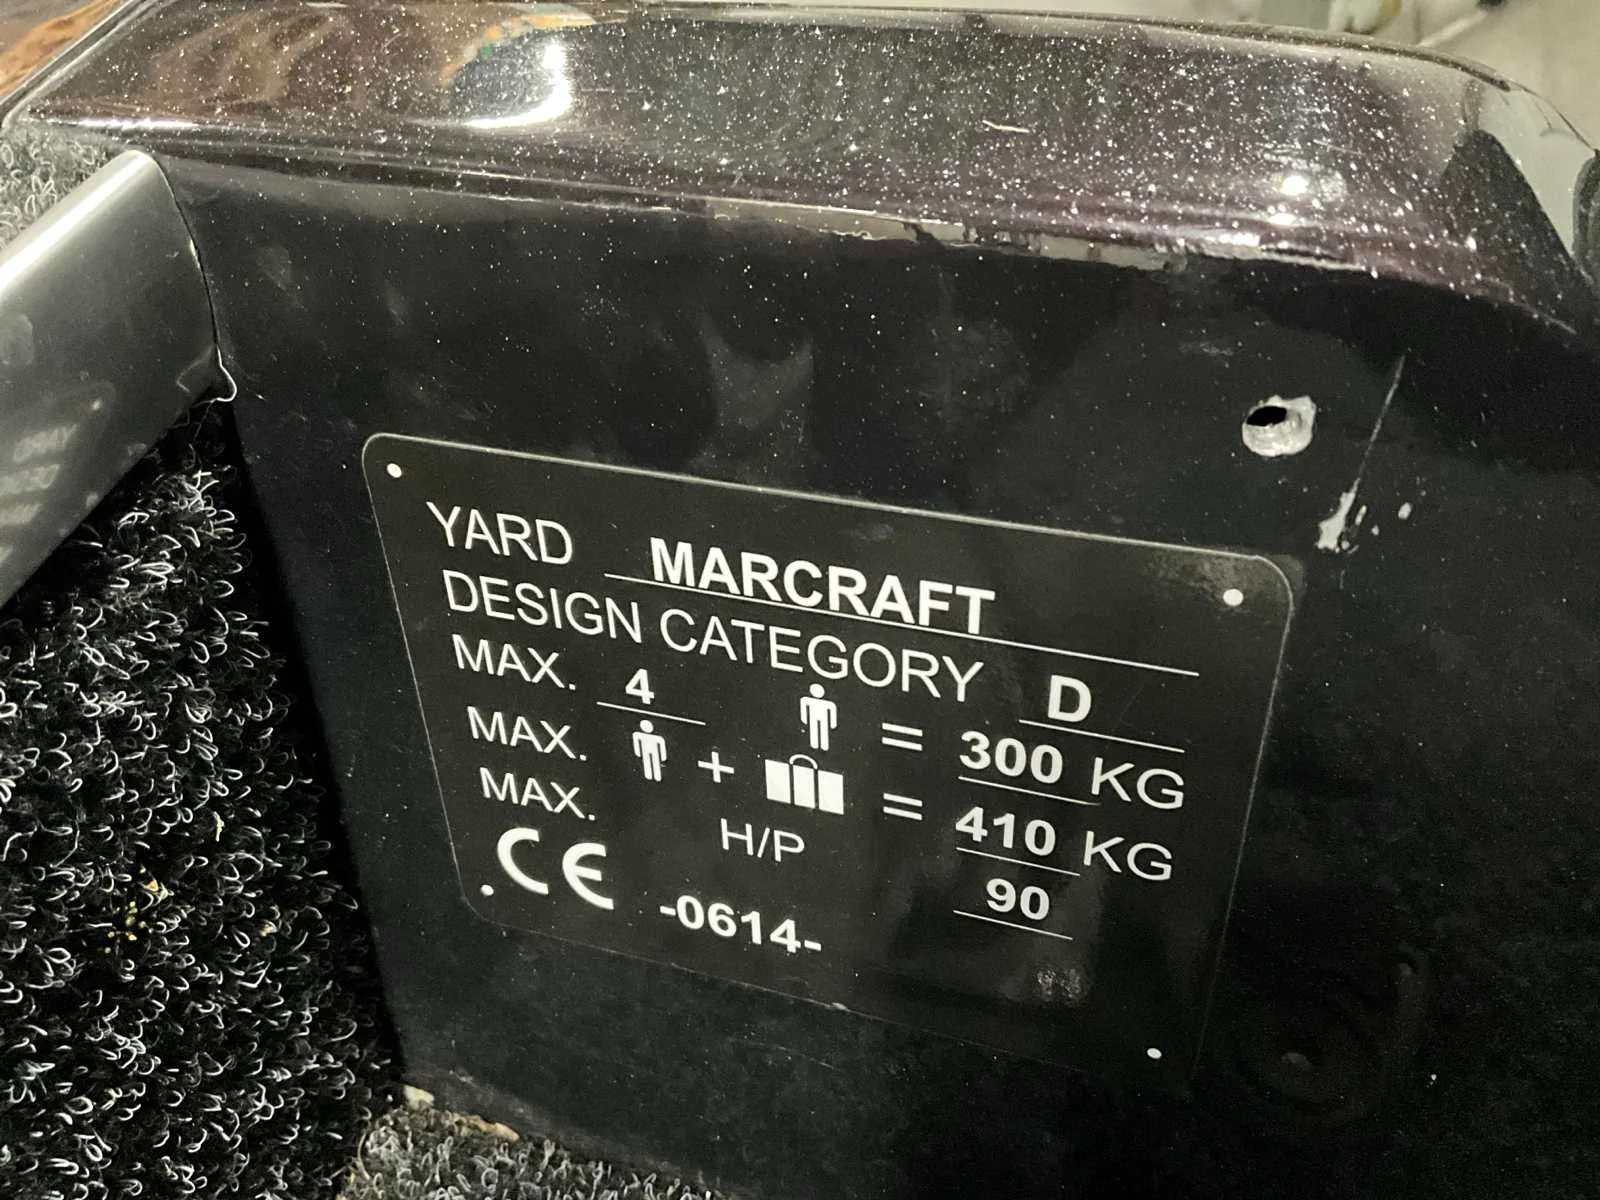 YARD MARCRAFT
DESIGN CATEGORY D
MAX. 4 = 300 KG
MAX. + = 410 KG
MAX. H/P 90
CE -0614-